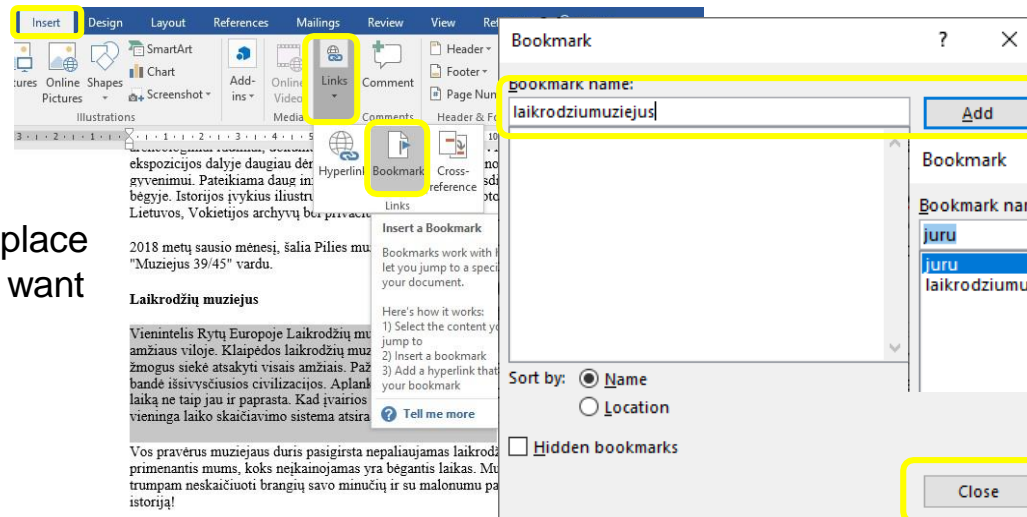 Insert Design Layout References Mailings Review View
SmartArt
Chart
Screenshot
Online Pictures
Shapes
Add-ins
Online Video
Links
Comment
Header
Footer
Page Num
Illustrations
Media
Comments
Header & Fo
Hyperlink
Bookmark
Cross-reference
Links
Insert a Bookmark
Bookmarks work with
let you jump to a speci
your document.
Here's how it works:
1) Select the content yo
jump to
2) Insert a bookmark
3) Add a hyperlink that
your bookmark
Tell me more
place
want
ekspozicijos dalyje daugiau dėm
gyvenimui. Pateikiama daug in
bėgyje. Istorijos įvykius iliustru
Lietuvos, Vokietijos archyvų bei
2018 metų sausio mėnesį, šalia Pilies mu
"Muziejus 39/45" vardu.
Laikrodžių muziejus
Vienintelis Rytų Europoje Laikrodžių mu
amžiaus viloje. Klaipėdos laikrodžių muz
žmogus siekė atsakyti visais amžiais. Paž
bandė išsivysčiusios civilizacijos. Aplank
laiką ne taip jau ir paprasta. Kad įvairios
vieninga laiko skaičiavimo sistema atsira
Vos pravėrus muziejaus duris pasigirsta nepaliaujamas laikrodž
primenantis mums, koks neįkainojamas yra bėgantis laikas. Mu
trumpam neskaičiuoti brangių savo minučių ir su malonumu pa
istoriją!
Bookmark ? ×
Bookmark name:
laikrodziumuziejus
Add
Sort by: Name
Location
Hidden bookmarks
Close
Bookmark
Bookmark nar
juru
juru
laikrodziumu